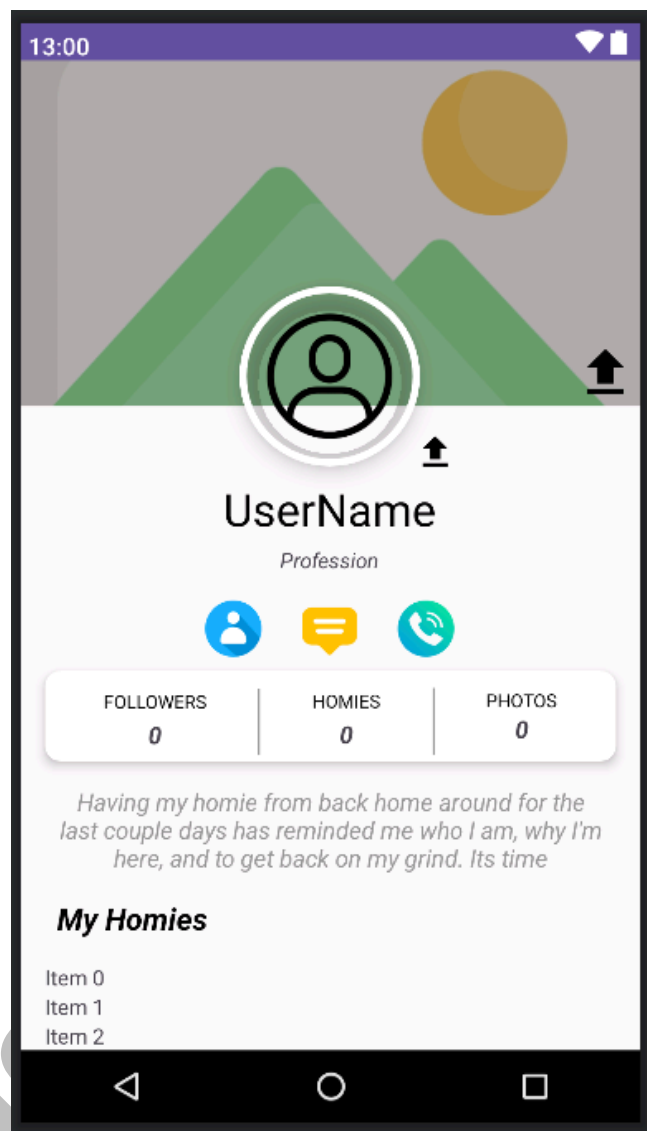 13:00
UserName
Profession
FOLLOWERS HOMIES PHOTOS
0 0 0
Having my homie from back home around for the
last couple days has reminded me who I am, why I'm
here, and to get back on my grind. Its time
My Homies
Item 0
Item 1
Item 2